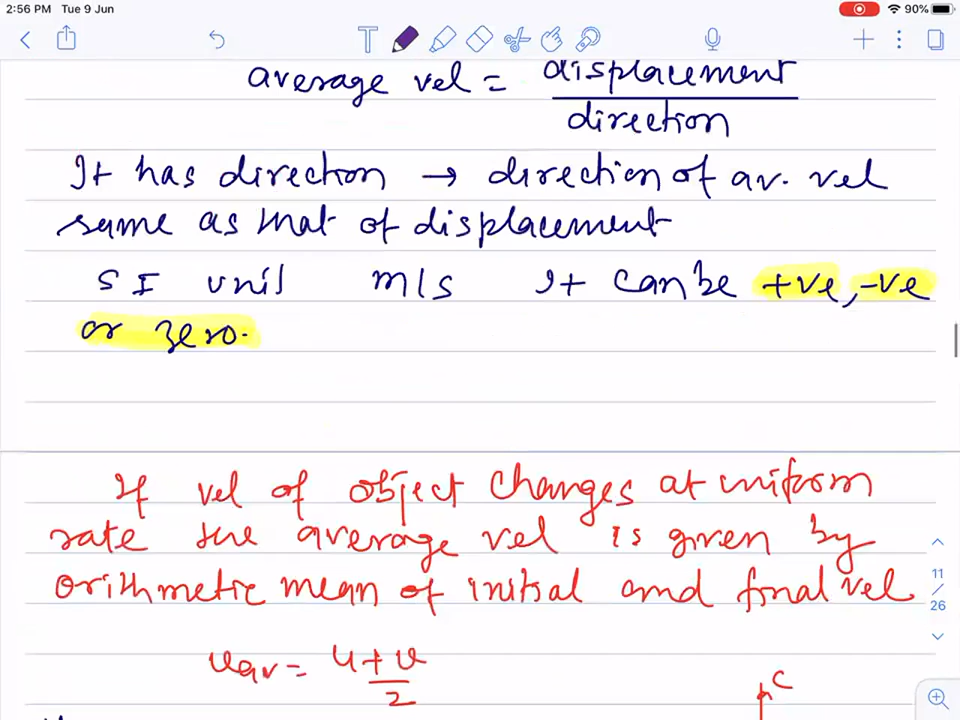 2:56 PM Tue 9 Jun 90%
average vel = displacement
direction
It has direction → direction of av. vel
same as that of displacement
SI unit m/s It can be +ve, -ve
or zero.
If vel of object changes at uniform
rate the average vel is given by
orithmetic mean of initial and final vel
11
/
26
vav = u+v
2
C